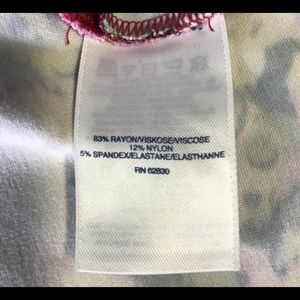 83% RAYON/VISKOSE/VISCOSE
12% NYLON
5% SPANDEX/ELASTANE/ELASTHANNE
RN 62830